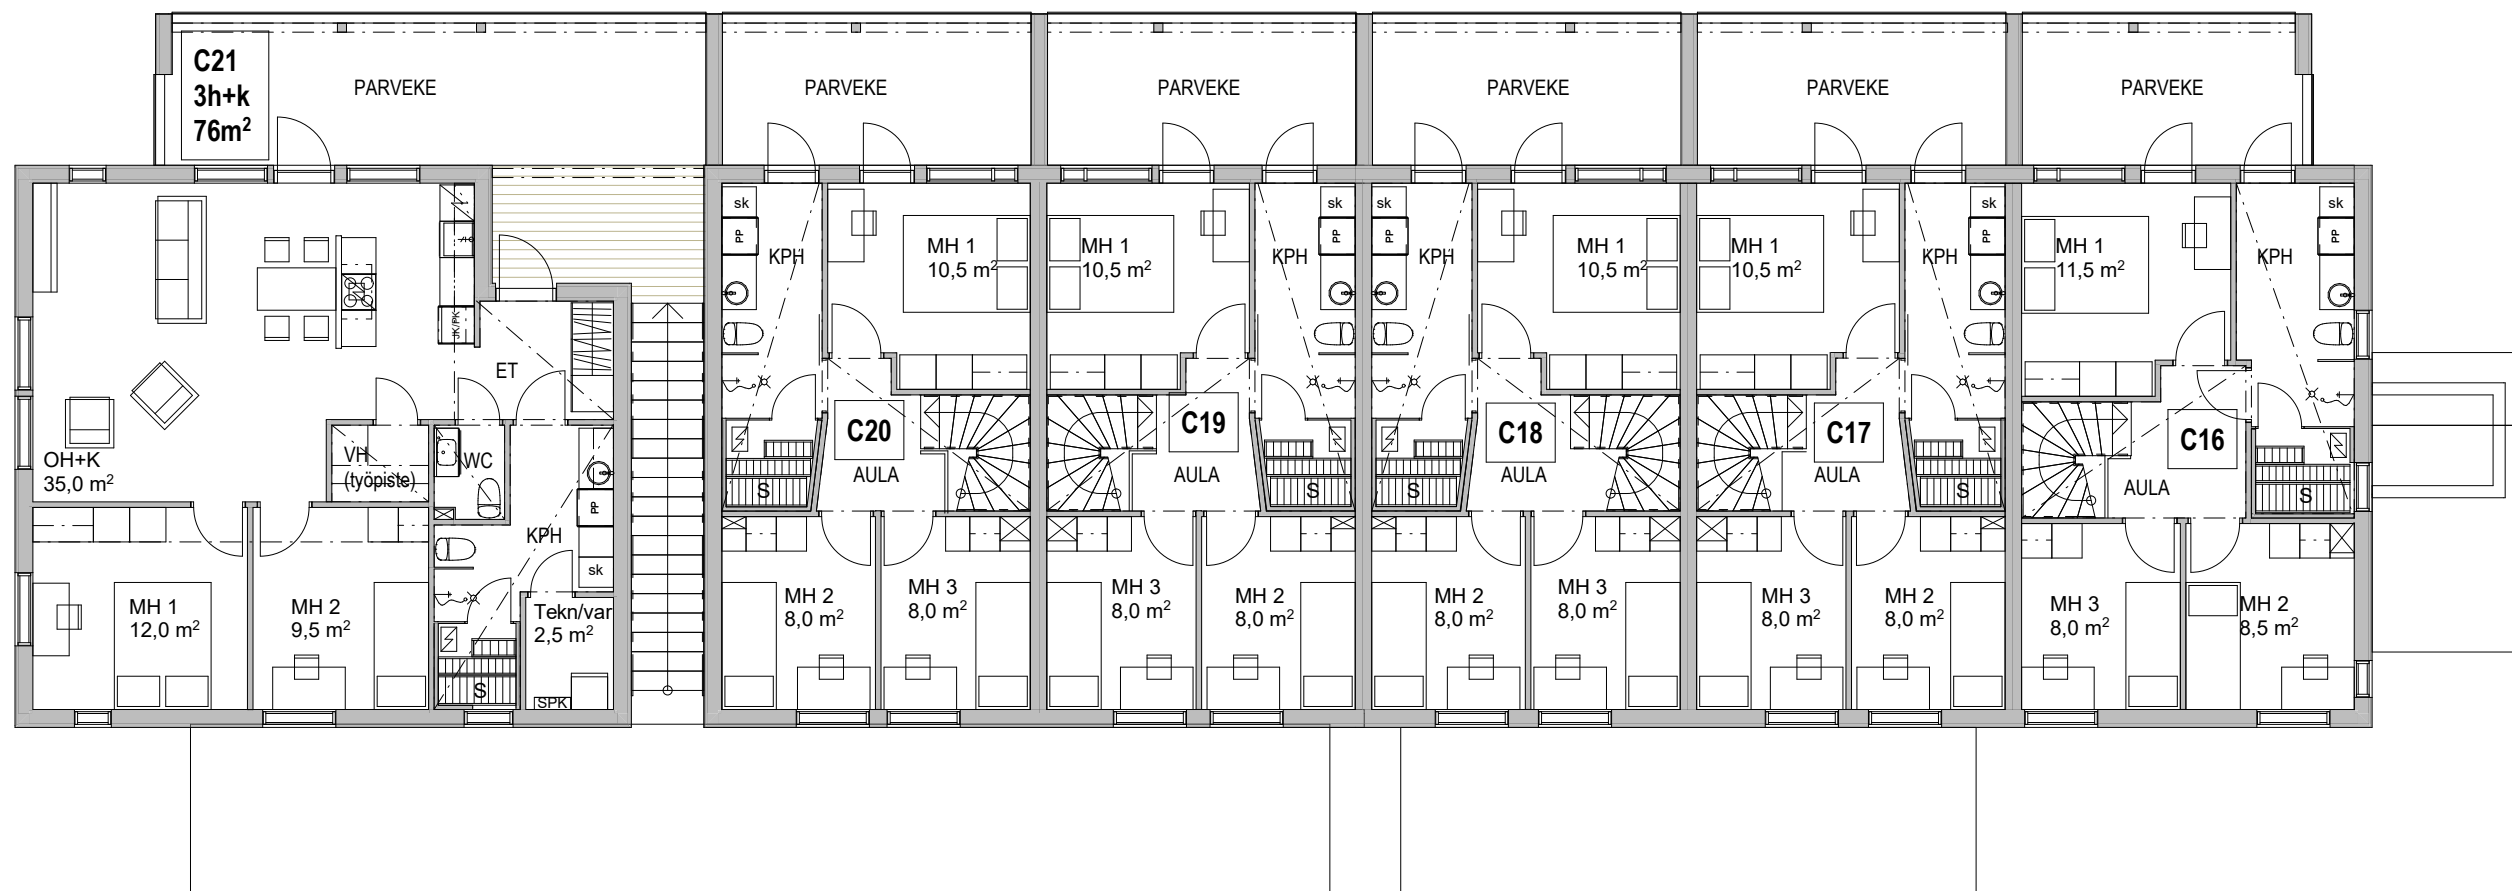 C21
3h+k
76m²
PARVEKE
PARVEKE
PARVEKE
PARVEKE
PARVEKE
PARVEKE
OH+K
35,0 m²
JK/PK
ET
VH
(työpiste)
WC
KPH
PP
sk
MH 1
12,0 m²
MH 2
9,5 m²
Tekn/var
2,5 m²
S
SPK
sk
PP
KPH
MH 1
10,5 m²
C20
AULA
S
MH 2
8,0 m²
MH 3
8,0 m²
MH 1
10,5 m²
KPH
sk
PP
C19
AULA
S
MH 3
8,0 m²
MH 2
8,0 m²
sk
PP
KPH
MH 1
10,5 m²
C18
AULA
S
MH 2
8,0 m²
MH 3
8,0 m²
MH 1
10,5 m²
KPH
sk
PP
C17
AULA
S
MH 3
8,0 m²
MH 2
8,0 m²
MH 1
11,5 m²
KPH
sk
PP
C16
AULA
S
MH 3
8,0 m²
MH 2
8,5 m²